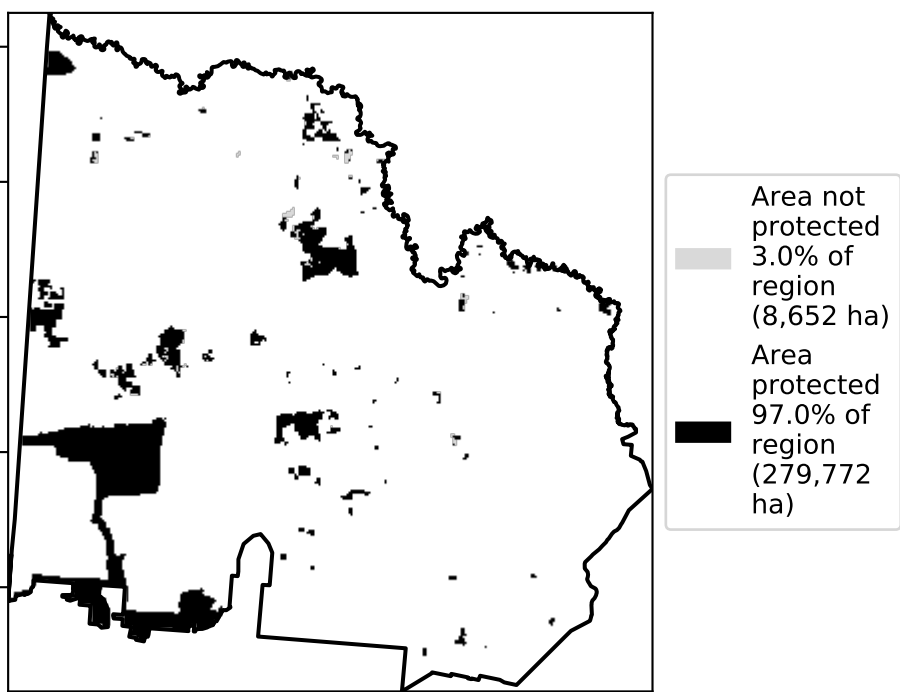 Area not
protected
3.0% of
region
(8,652 ha)
Area
protected
97.0% of
region
(279,772
ha)